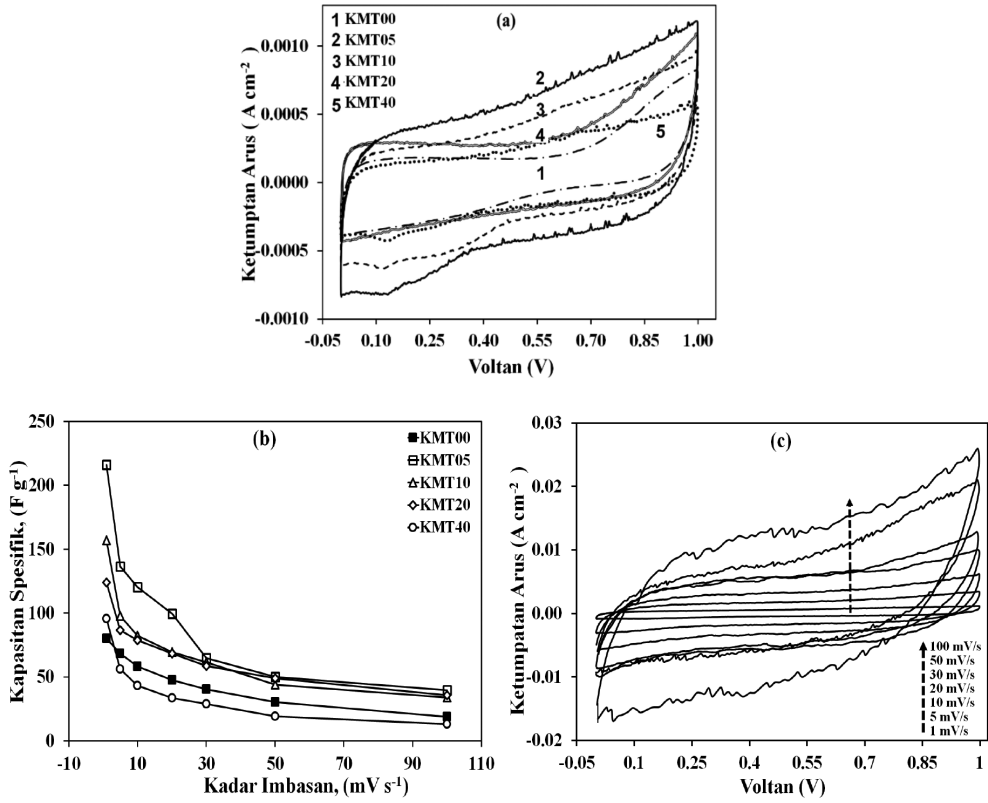 (a)
1 KMT00
2 KMT05
3 KMT10
4 KMT20
5 KMT40
Ketumptan Arus ( A cm-2)
0.0010
0.0005
0.0000
-0.0005
-0.0010
2
3
4
5
1
-0.05 0.10 0.25 0.40 0.55 0.70 0.85 1.00
Voltan (V)
(b)
Kapasitan Spesifik, (F g-1)
250
200
150
100
50
0
KMT00
KMT05
KMT10
KMT20
KMT40
-10 10 30 50 70 90 110
Kadar Imbasan, (mV s-1)
(c)
Ketumpatan Arus (A cm-2)
0.03
0.02
0.01
0.00
-0.01
-0.02
100 mV/s
50 mV/s
30 mV/s
20 mV/s
10 mV/s
5 mV/s
1 mV/s
-0.05 0.1 0.25 0.4 0.55 0.7 0.85 1
Voltan (V)